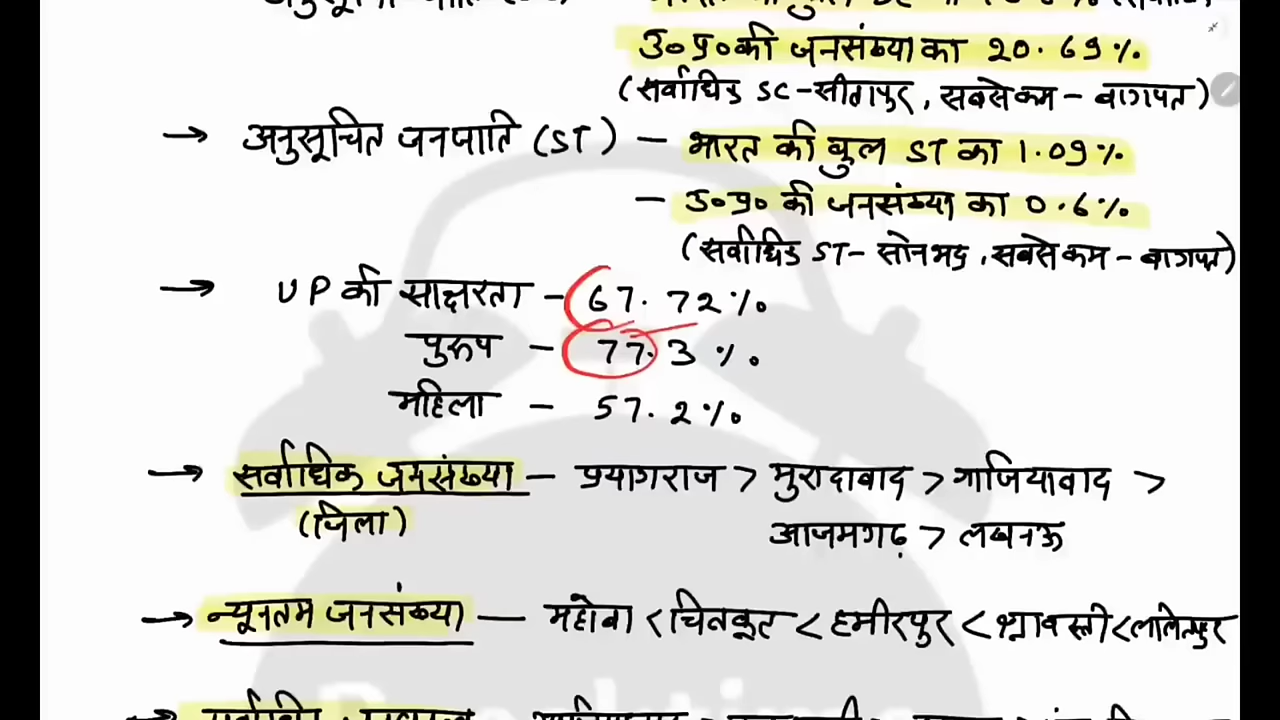 उ०प्र० की जनसंख्या का 20.69%
(सर्वाधिक SC-सीतापुर, सबसे कम - बागपत)
→ अनुसूचित जनजाति (ST) - भारत की कुल ST का 1.09%
- उ०प्र० की जनसंख्या का 0.6%
(सर्वाधिक ST- सोनभद्र, सबसे कम - बागपत)
→ UP की साक्षरता - 67.72%
पुरुष - 77.3%
महिला - 57.2%
→ सर्वाधिक जनसंख्या - प्रयागराज > मुरादाबाद > गाजियाबाद >
(जिला) आजमगढ़ > लखनऊ
→ न्यूनतम जनसंख्या - महोबा < चित्रकूट < हमीरपुर < श्रावस्ती < ललितपुर